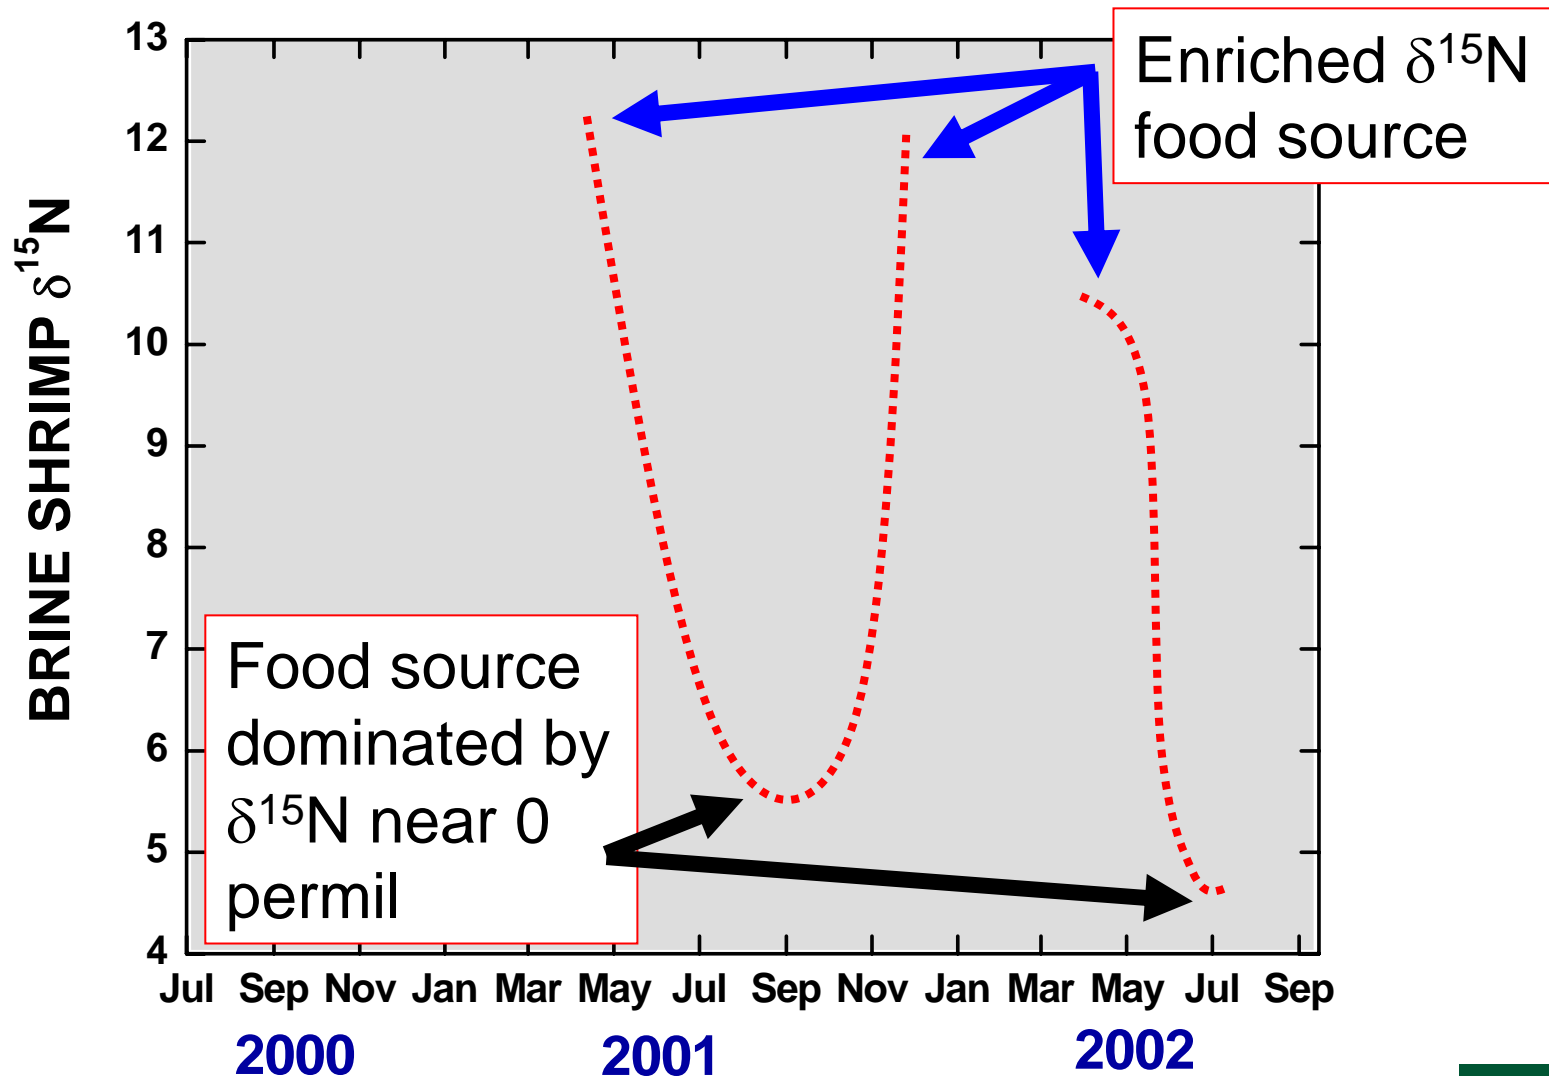 Enriched δ¹⁵N
food source
BRINE SHRIMP δ¹⁵N
13
12
11
10
9
8
7
6
5
4
Food source
dominated by
δ¹⁵N near 0
permil
Jul Sep Nov Jan Mar May Jul Sep Nov Jan Mar May Jul Sep
2000 2001 2002